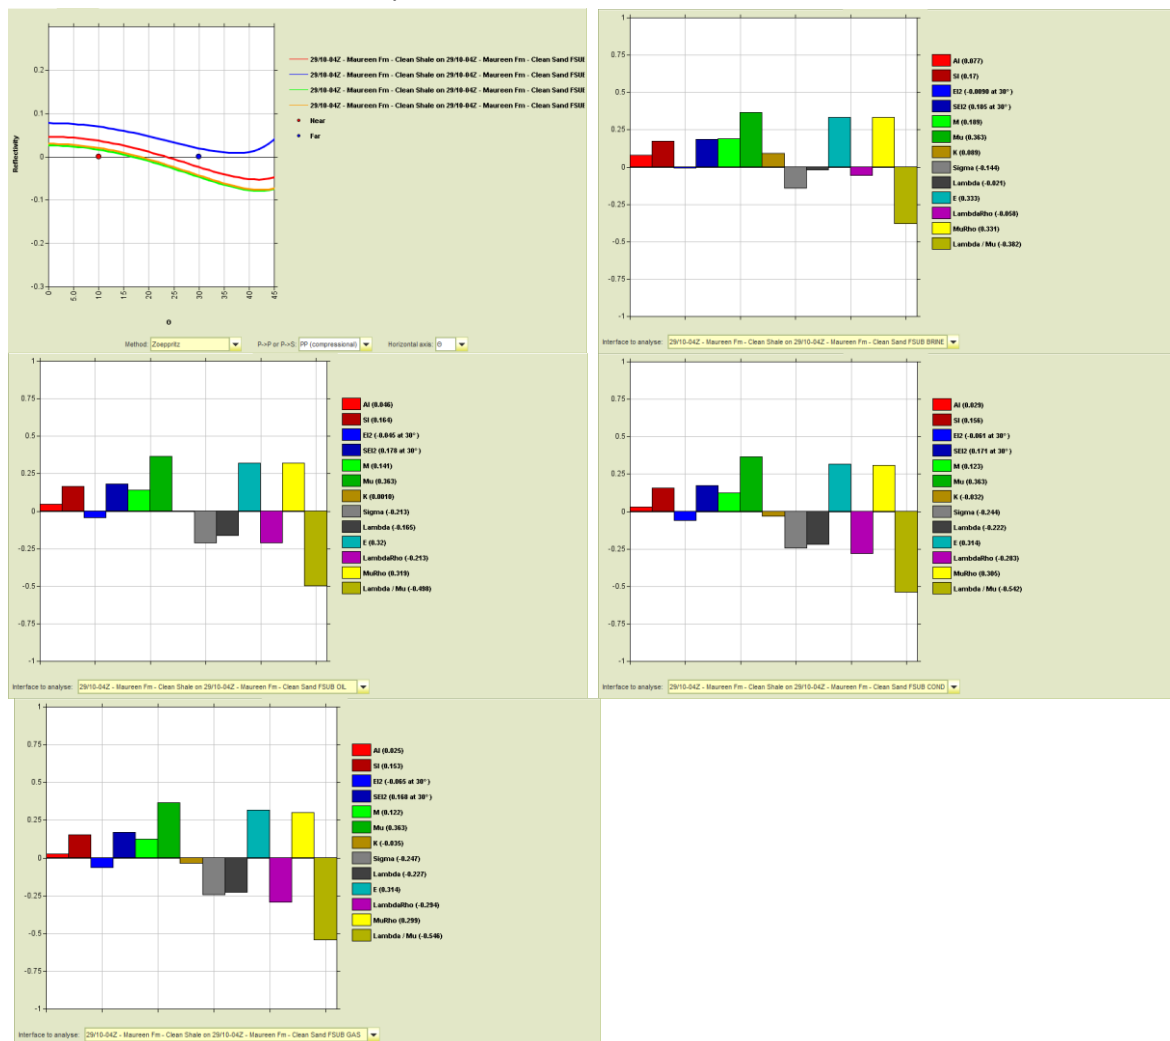 0.2
0.1
0
-0.1
-0.2
-0.3
Reflectivity
0
5.0
10
15
20
25
30
35
40
45
Θ
29/10-04Z - Maureen Fm - Clean Shale on 29/10-04Z - Maureen Fm - Clean Sand FSUB
29/10-04Z - Maureen Fm - Clean Shale on 29/10-04Z - Maureen Fm - Clean Sand FSUB
29/10-04Z - Maureen Fm - Clean Shale on 29/10-04Z - Maureen Fm - Clean Sand FSUB
29/10-04Z - Maureen Fm - Clean Shale on 29/10-04Z - Maureen Fm - Clean Sand FSUB
Near
Far
Method: Zoeppritz P->P or P->S: PP (compressional) Horizontal axis: Θ
1
0.75
0.5
0.25
0
-0.25
-0.5
-0.75
-1
AI (0.077)
SI (0.17)
EI2 (-0.0090 at 30°)
SEI2 (0.185 at 30°)
M (0.189)
Mu (0.363)
K (0.089)
Sigma (-0.144)
Lambda (-0.021)
E (0.333)
LambdaRho (-0.058)
MuRho (0.331)
Lambda / Mu (-0.382)
Interface to analyse: 29/10-04Z - Maureen Fm - Clean Shale on 29/10-04Z - Maureen Fm - Clean Sand FSUB BRINE
1
0.75
0.5
0.25
0
-0.25
-0.5
-0.75
-1
AI (0.046)
SI (0.164)
EI2 (-0.045 at 30°)
SEI2 (0.178 at 30°)
M (0.141)
Mu (0.363)
K (0.0010)
Sigma (-0.213)
Lambda (-0.165)
E (0.32)
LambdaRho (-0.213)
MuRho (0.319)
Lambda / Mu (-0.498)
Interface to analyse: 29/10-04Z - Maureen Fm - Clean Shale on 29/10-04Z - Maureen Fm - Clean Sand FSUB OIL
1
0.75
0.5
0.25
0
-0.25
-0.5
-0.75
-1
AI (0.029)
SI (0.156)
EI2 (-0.061 at 30°)
SEI2 (0.171 at 30°)
M (0.123)
Mu (0.363)
K (-0.032)
Sigma (-0.244)
Lambda (-0.222)
E (0.314)
LambdaRho (-0.283)
MuRho (0.305)
Lambda / Mu (-0.542)
Interface to analyse: 29/10-04Z - Maureen Fm - Clean Shale on 29/10-04Z - Maureen Fm - Clean Sand FSUB COND
1
0.75
0.5
0.25
0
-0.25
-0.5
-0.75
-1
AI (0.025)
SI (0.153)
EI2 (-0.065 at 30°)
SEI2 (0.168 at 30°)
M (0.122)
Mu (0.363)
K (-0.035)
Sigma (-0.247)
Lambda (-0.227)
E (0.314)
LambdaRho (-0.294)
MuRho (0.299)
Lambda / Mu (-0.546)
Interface to analyse: 29/10-04Z - Maureen Fm - Clean Shale on 29/10-04Z - Maureen Fm - Clean Sand FSUB GAS